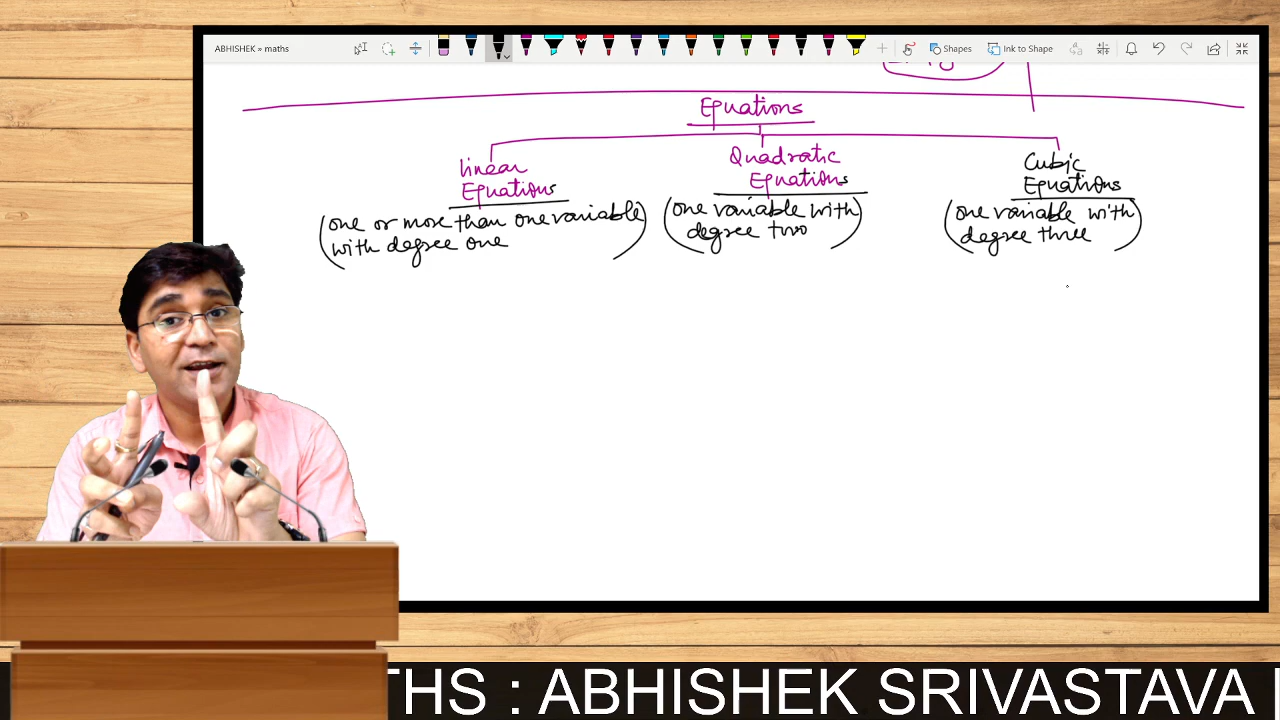 ABHISHEK » maths
Shapes
Ink to Shape
Equations
Linear
Equations
(one or more than one variable
with degree one)
Quadratic
Equations
(one variable with
degree two)
Cubic
Equations
(one variable with
degree three)
THS : ABHISHEK SRIVASTAVA